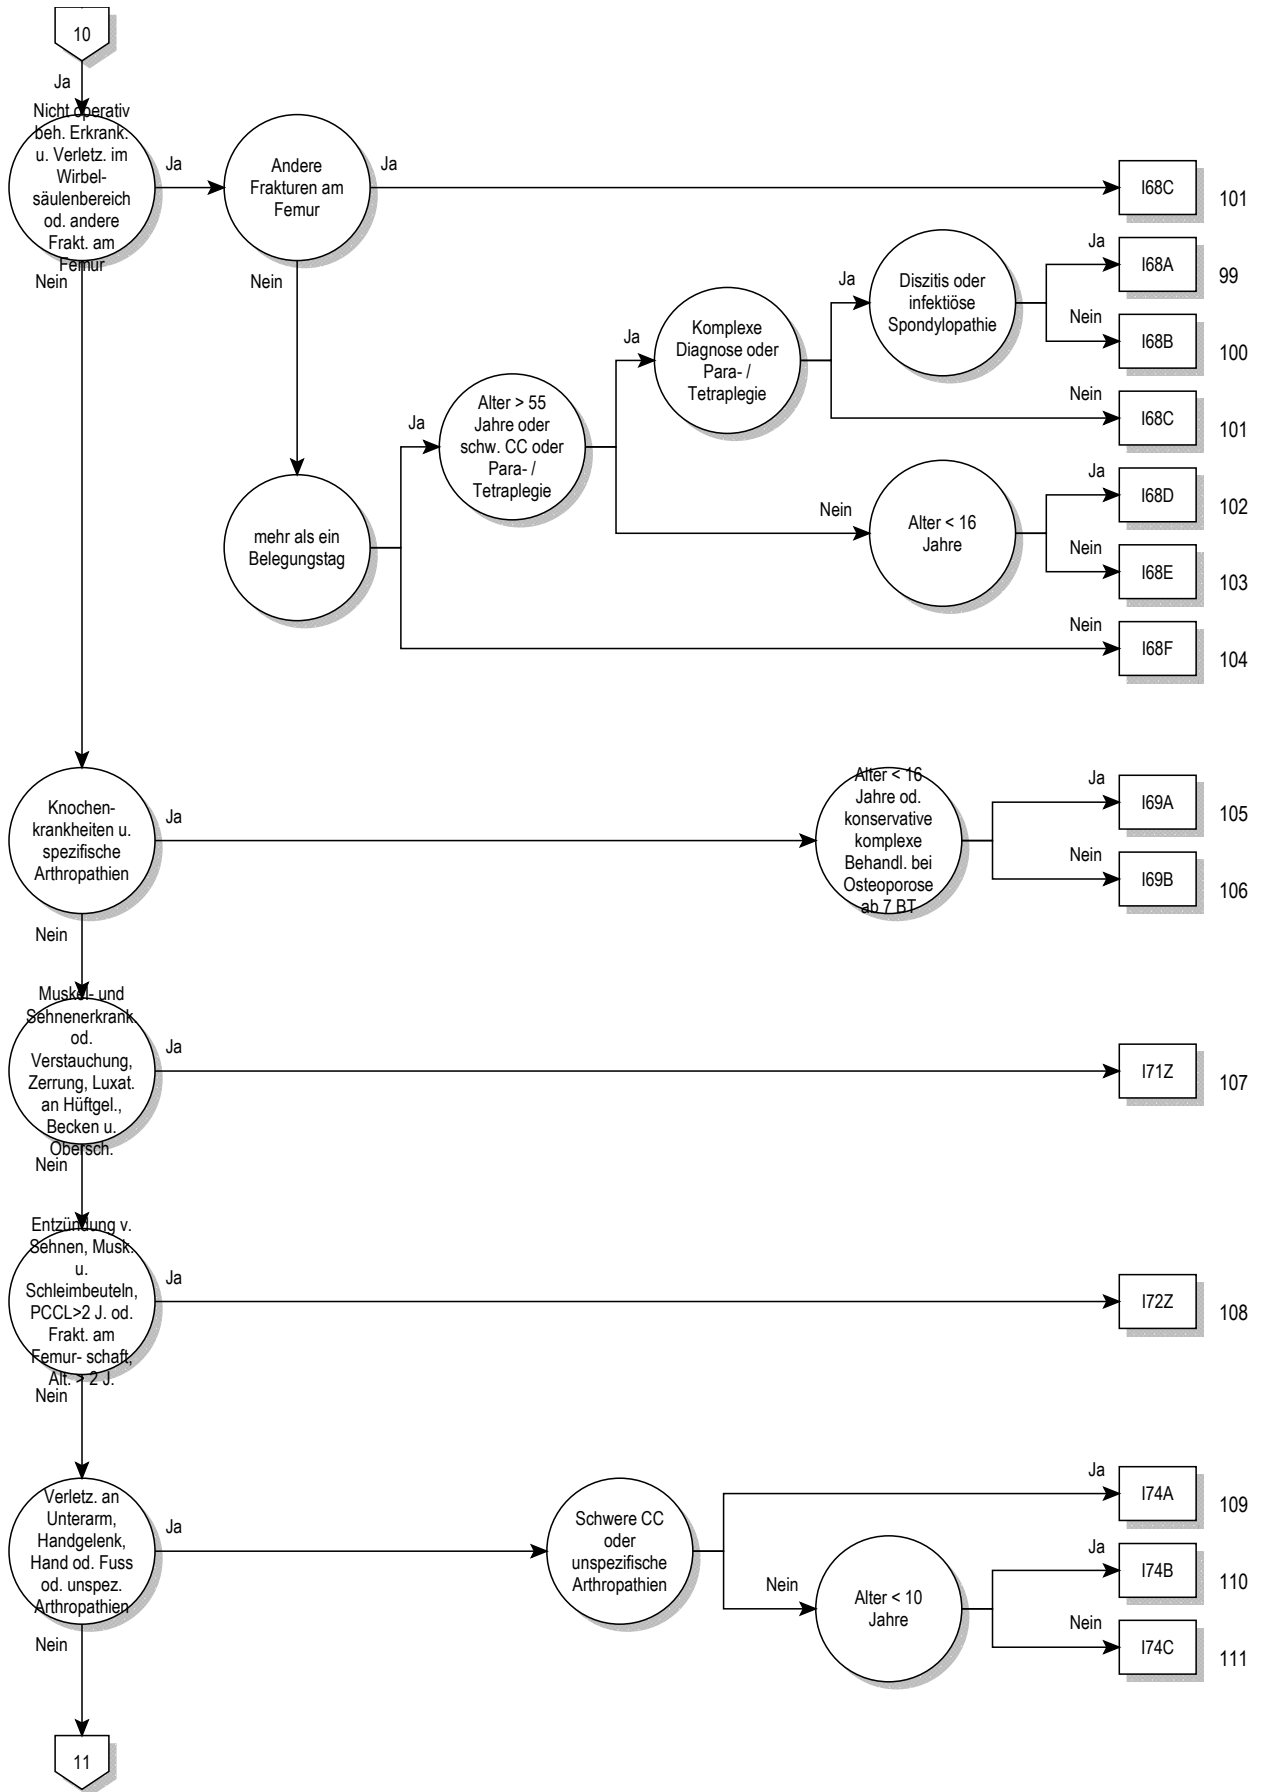 10
Ja
Nicht operativ
beh. Erkrank.
u. Verletz. im
Wirbel-
säulenbereich
od. andere
Frakt. am
Femur
Ja
Nein
Andere
Frakturen am
Femur
Ja
Nein
I68C
101
mehr als ein
Belegungstag
Ja
Alter > 55
Jahre oder
schw. CC oder
Para- /
Tetraplegie
Ja
Komplexe
Diagnose oder
Para- /
Tetraplegie
Ja
Diszitis oder
infektiöse
Spondylopathie
Ja
I68A
99
Nein
I68B
100
Nein
I68C
101
Nein
Alter < 16
Jahre
Ja
I68D
102
Nein
I68E
103
Nein
I68F
104
Knochen-
krankheiten u.
spezifische
Arthropathien
Ja
Nein
Alter < 16
Jahre od.
konservative
komplexe
Behandl. bei
Osteoporose
ab 7 BT
Ja
I69A
105
Nein
I69B
106
Muskel- und
Sehnenerkrank.
od.
Verstauchung,
Zerrung, Luxat.
an Hüftgel.,
Becken u.
Obersch.
Ja
Nein
I71Z
107
Entzündung v.
Sehnen, Musk.
u.
Schleimbeuteln,
PCCL>2 J. od.
Frakt. am
Femur- schaft,
Alt. > 2 J.
Ja
Nein
I72Z
108
Verletz. an
Unterarm,
Handgelenk,
Hand od. Fuss
od. unspez.
Arthropathien
Ja
Nein
Schwere CC
oder
unspezifische
Arthropathien
Ja
I74A
109
Nein
Alter < 10
Jahre
Ja
I74B
110
Nein
I74C
111
11